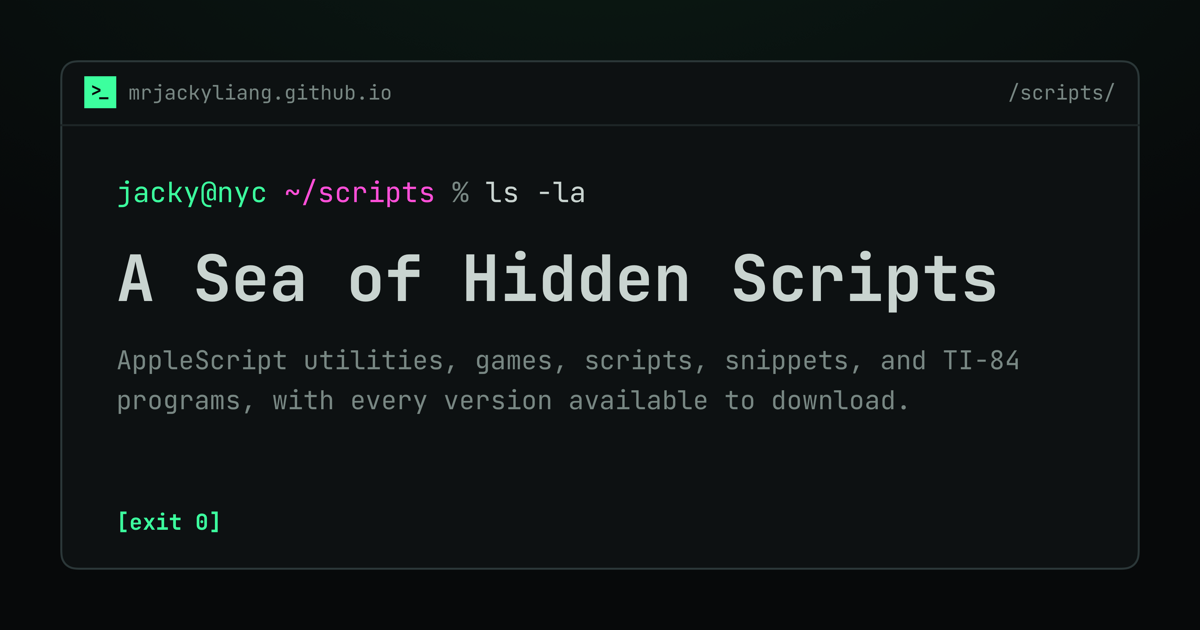 >_ mrjackyliang.github.io /scripts/
jacky@nyc ~/scripts % ls -la
A Sea of Hidden Scripts
AppleScript utilities, games, scripts, snippets, and TI-84
programs, with every version available to download.
[exit 0]